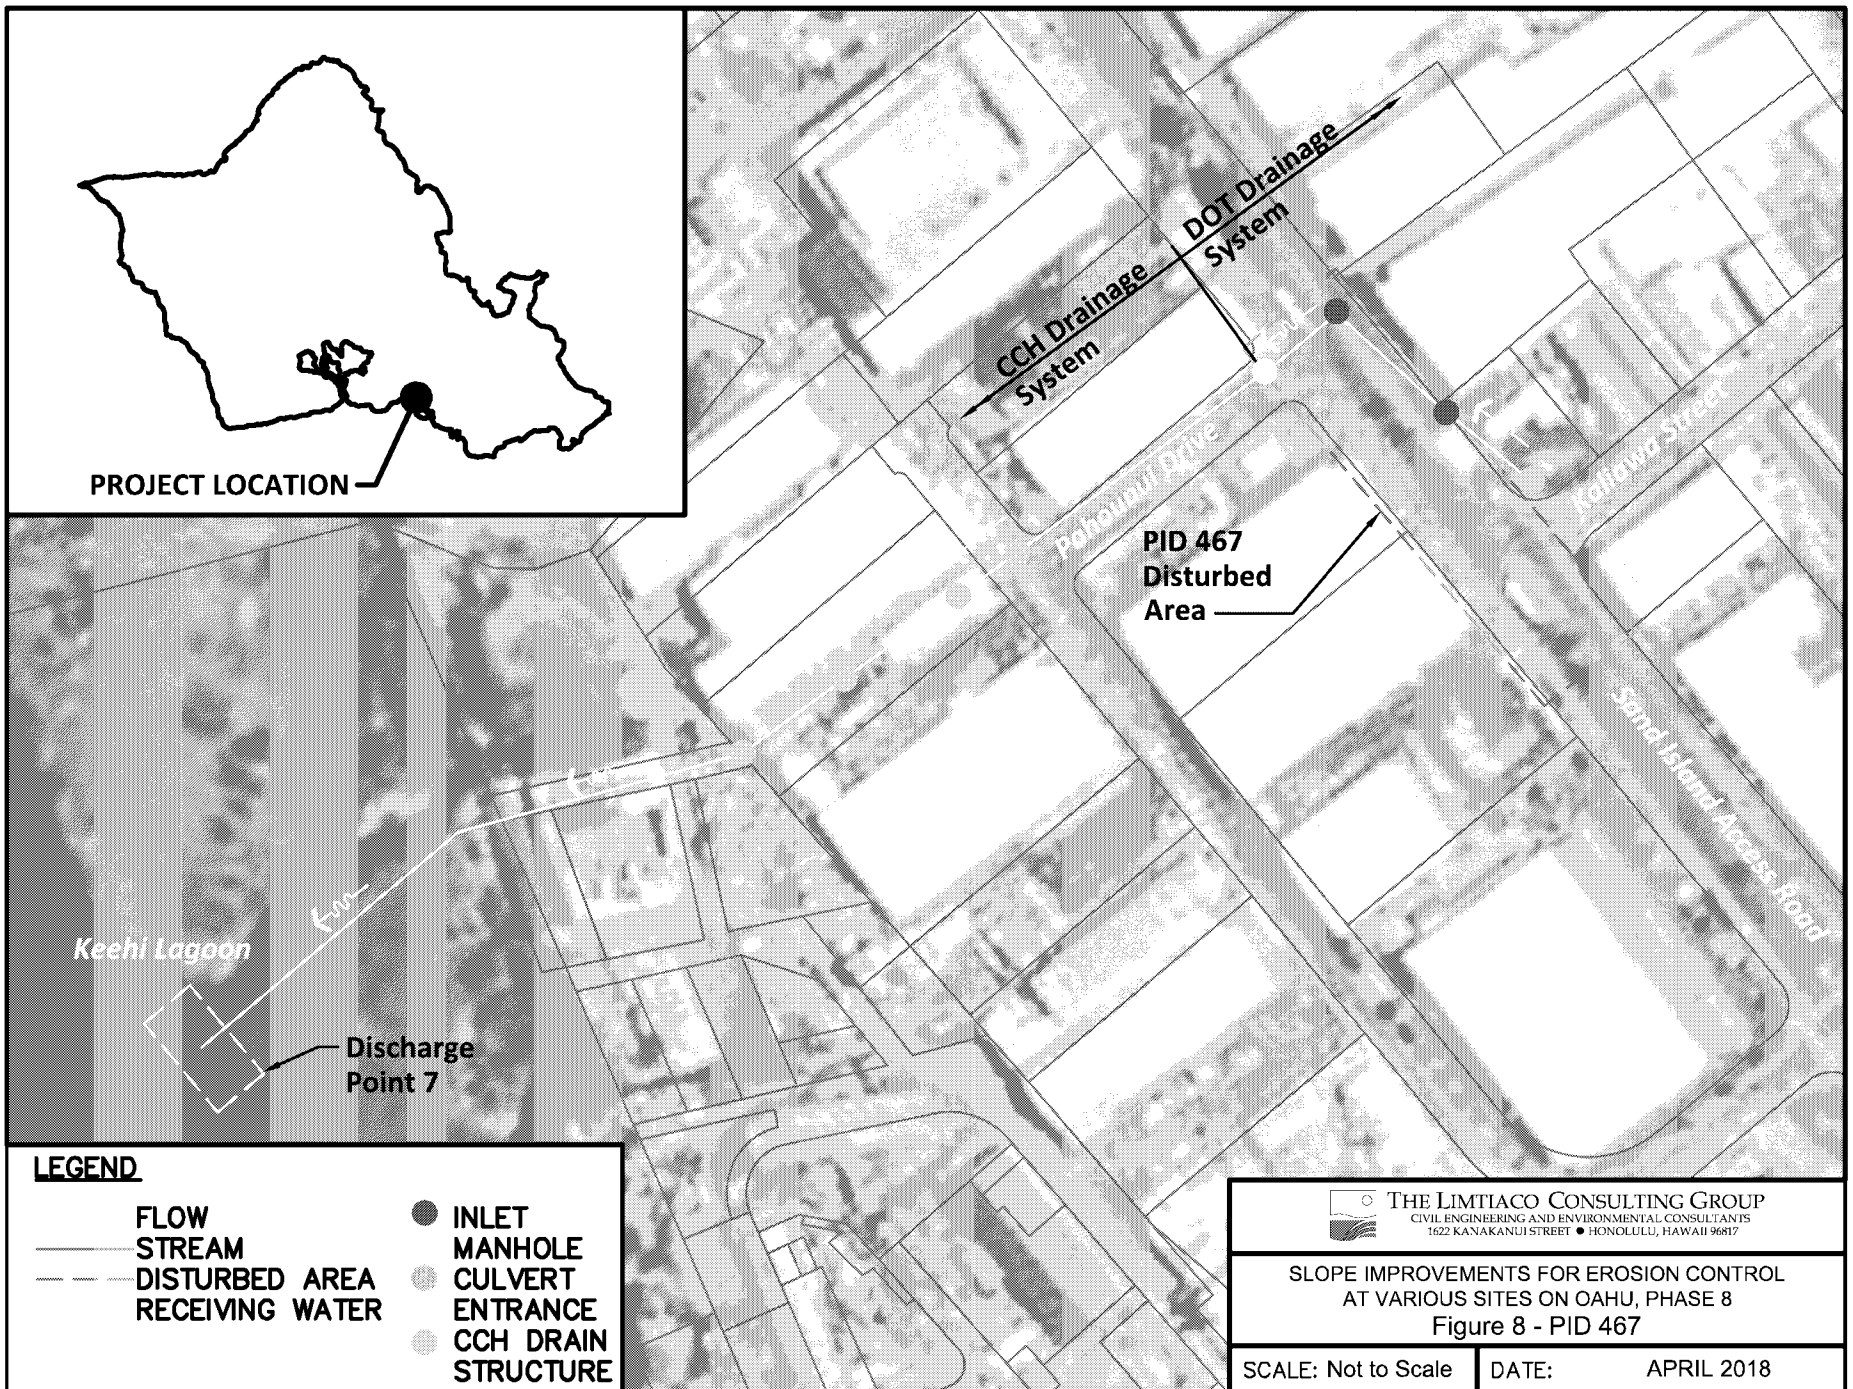 PROJECT LOCATION
DOT Drainage
System
CCH Drainage
System
Pahounui Drive
Kaliawa Street
PID 467
Disturbed
Area
Sand Island Access Road
Keehi Lagoon
Discharge
Point 7
LEGEND
FLOW
STREAM
DISTURBED AREA
RECEIVING WATER
INLET
MANHOLE
CULVERT
ENTRANCE
CCH DRAIN
STRUCTURE
THE LIMTIACO CONSULTING GROUP
CIVIL ENGINEERING AND ENVIRONMENTAL CONSULTANTS
1622 KANAKANUI STREET ● HONOLULU, HAWAII 96817
SLOPE IMPROVEMENTS FOR EROSION CONTROL
AT VARIOUS SITES ON OAHU, PHASE 8
Figure 8 - PID 467
SCALE: Not to Scale
DATE: APRIL 2018